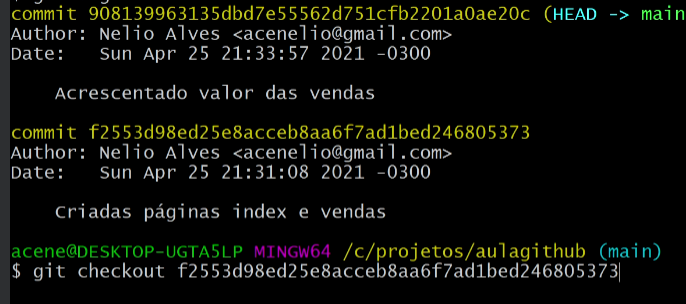 commit 908139963135dbd7e55562d751cfb2201a0ae20c (HEAD -> main
Author: Nelio Alves <acenelio@gmail.com>
Date:   Sun Apr 25 21:33:57 2021 -0300
Acrescentado valor das vendas
commit f2553d98ed25e8acceb8aa6f7ad1bed246805373
Author: Nelio Alves <acenelio@gmail.com>
Date:   Sun Apr 25 21:31:08 2021 -0300
Criadas páginas index e vendas
acene@DESKTOP-UGTA5LP MINGW64 /c/projetos/aulagithub (main)
$ git checkout f2553d98ed25e8acceb8aa6f7ad1bed246805373